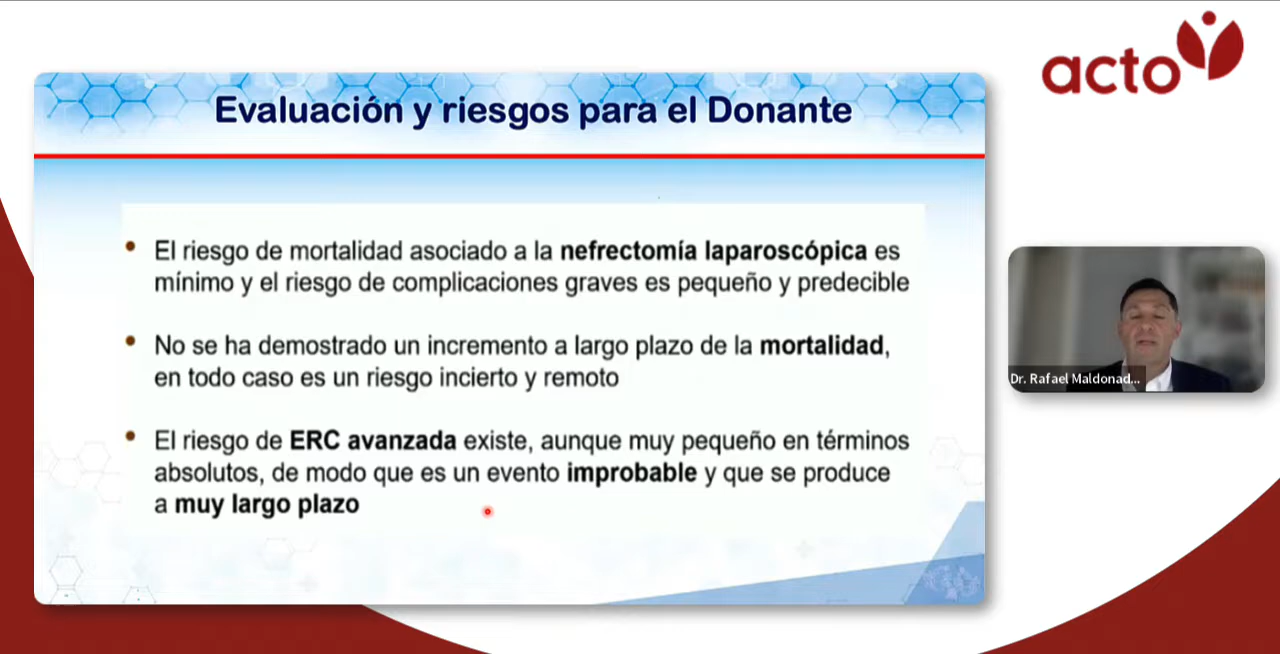 acto
Evaluación y riesgos para el Donante
• El riesgo de mortalidad asociado a la nefrectomía laparoscópica es
mínimo y el riesgo de complicaciones graves es pequeño y predecible
• No se ha demostrado un incremento a largo plazo de la mortalidad,
en todo caso es un riesgo incierto y remoto
• El riesgo de ERC avanzada existe, aunque muy pequeño en términos
absolutos, de modo que es un evento improbable y que se produce
a muy largo plazo
Dr. Rafael Maldonad...